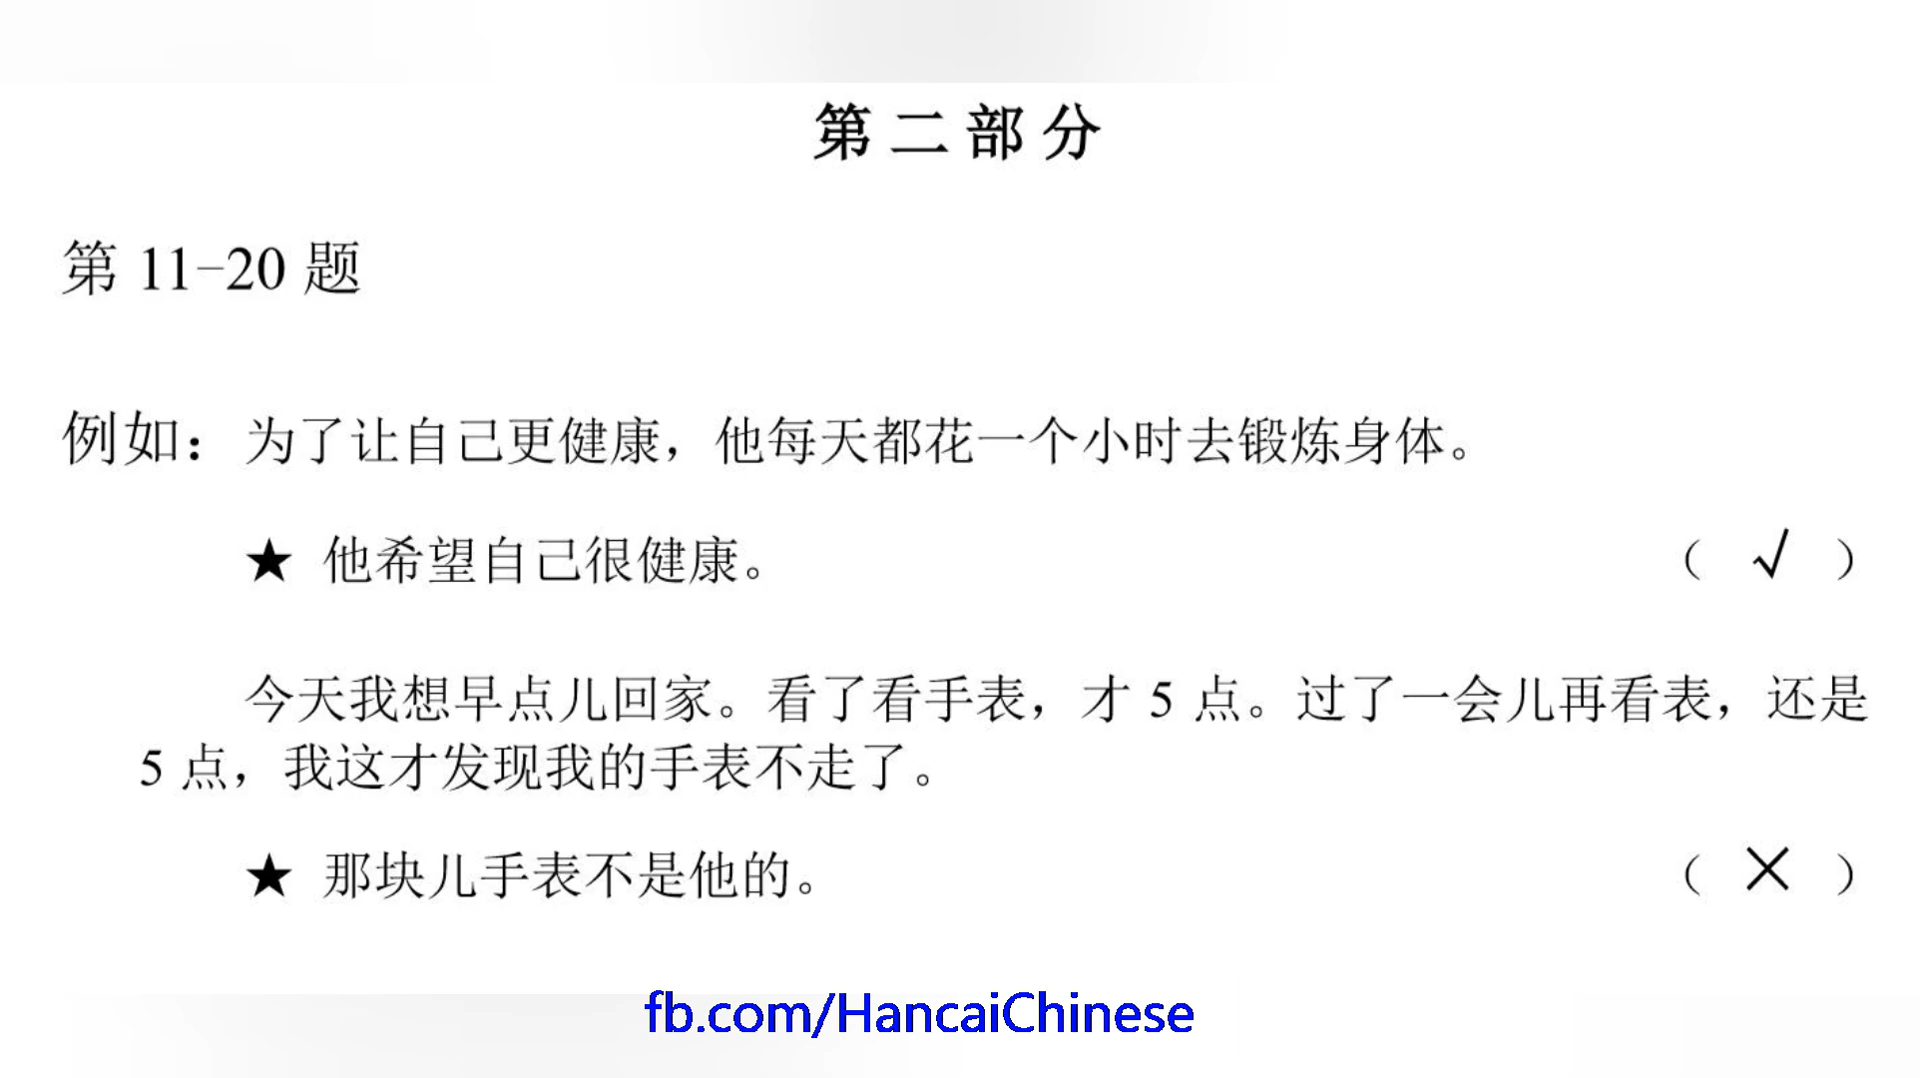 第二部分
第 11-20 题
例如：为了让自己更健康，他每天都花一个小时去锻炼身体。
★ 他希望自己很健康。 （ √ ）
今天我想早点儿回家。看了看手表，才 5 点。过了一会儿再看表，还是
5 点，我这才发现我的手表不走了。
★ 那块儿手表不是他的。 （ × ）
fb.com/HancaiChinese